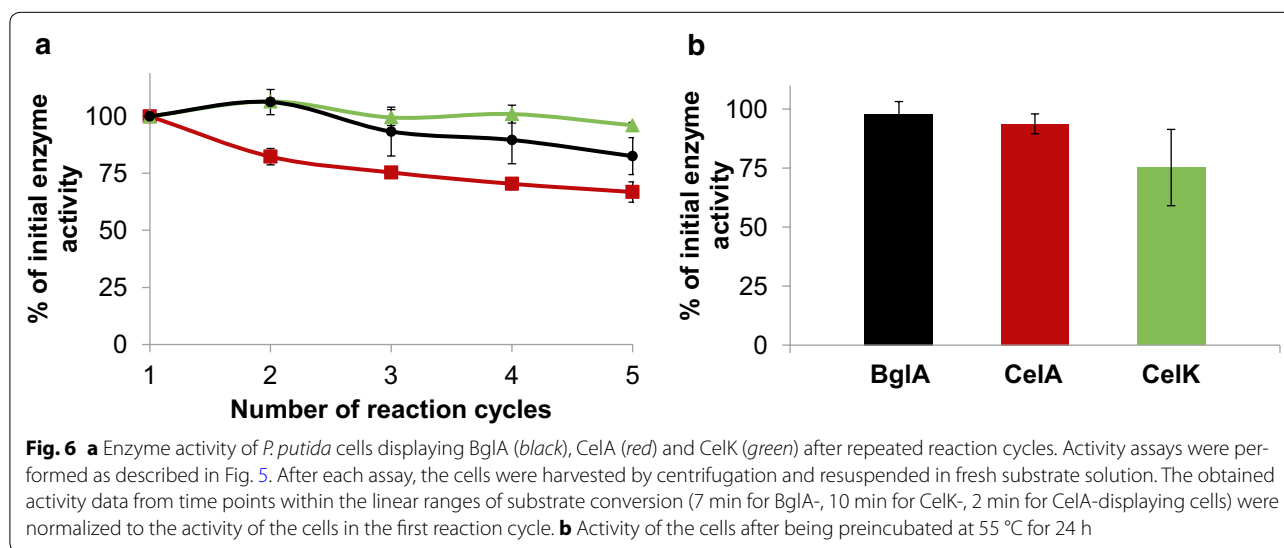 a
b
% of initial enzyme
activity
100
75
50
25
0
1 2 3 4 5
Number of reaction cycles
% of initial enzyme
activity
100
75
50
25
0
BglA CelA CelK
Fig. 6 a Enzyme activity of P. putida cells displaying BglA (black), CelA (red) and CelK (green) after repeated reaction cycles. Activity assays were per-
formed as described in Fig. 5. After each assay, the cells were harvested by centrifugation and resuspended in fresh substrate solution. The obtained
activity data from time points within the linear ranges of substrate conversion (7 min for BglA-, 10 min for CelK-, 2 min for CelA-displaying cells) were
normalized to the activity of the cells in the first reaction cycle. b Activity of the cells after being preincubated at 55 °C for 24 h